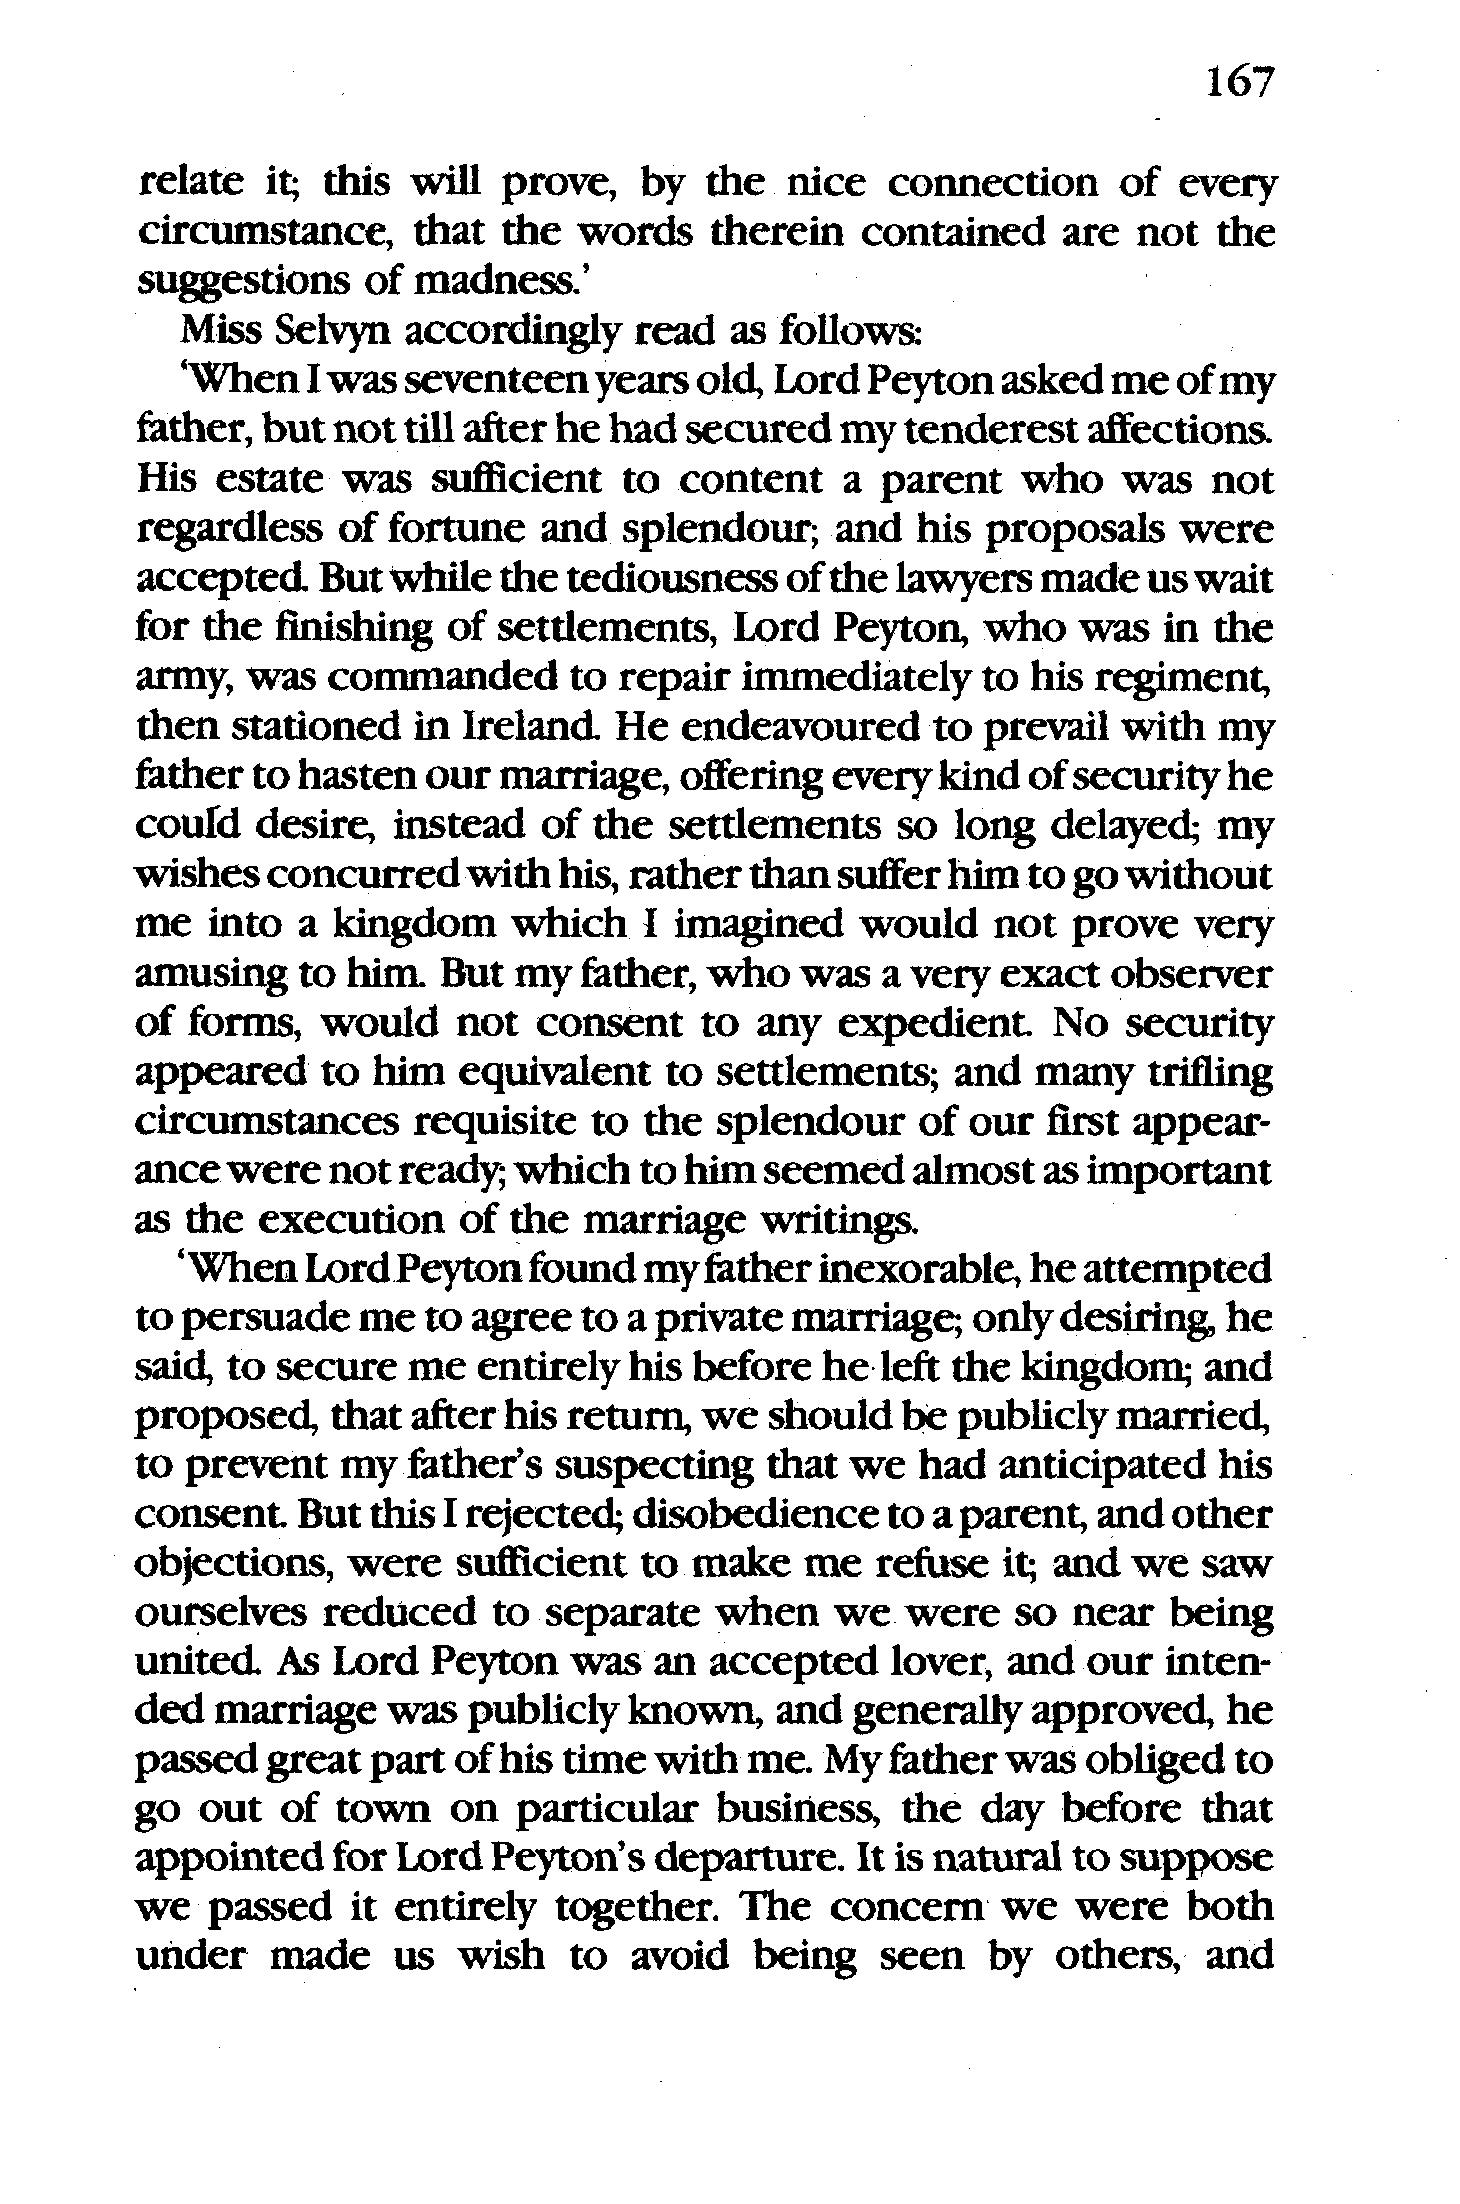 167
relate it; this will prove, by the nice connection of every
circumstance, that the words therein contained are not the
suggestions of madness.'
Miss Selvyn accordingly read as follows:
'When I was seventeen years old, Lord Peyton asked me of my
father, but not till after he had secured my tenderest affections.
His estate was sufficient to content a parent who was not
regardless of fortune and splendour; and his proposals were
accepted. But while the tediousness of the lawyers made us wait
for the finishing of settlements, Lord Peyton, who was in the
army, was commanded to repair immediately to his regiment,
then stationed in Ireland. He endeavoured to prevail with my
father to hasten our marriage, offering every kind of security he
could desire, instead of the settlements so long delayed; my
wishes concurred with his, rather than suffer him to go without
me into a kingdom which I imagined would not prove very
amusing to him. But my father, who was a very exact observer
of forms, would not consent to any expedient. No security
appeared to him equivalent to settlements; and many trifling
circumstances requisite to the splendour of our first appear-
ance were not ready; which to him seemed almost as important
as the execution of the marriage writings.
'When Lord Peyton found my father inexorable, he attempted
to persuade me to agree to a private marriage; only desiring, he
said, to secure me entirely his before he left the kingdom; and
proposed, that after his return, we should be publicly married,
to prevent my father's suspecting that we had anticipated his
consent. But this I rejected; disobedience to a parent, and other
objections, were sufficient to make me refuse it; and we saw
ourselves reduced to separate when we were so near being
united. As Lord Peyton was an accepted lover, and our inten-
ded marriage was publicly known, and generally approved, he
passed great part of his time with me. My father was obliged to
go out of town on particular business, the day before that
appointed for Lord Peyton's departure. It is natural to suppose
we passed it entirely together. The concern we were both
under made us wish to avoid being seen by others, and